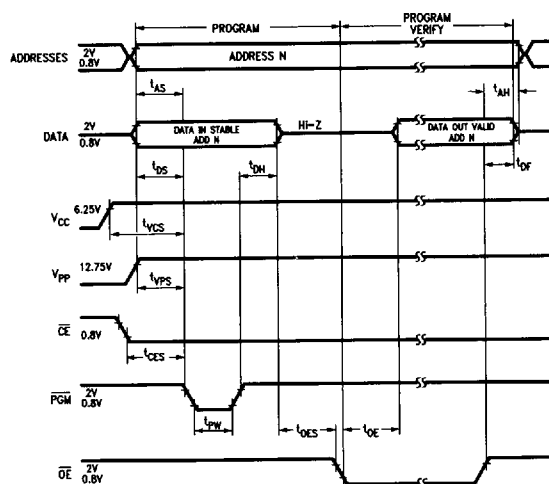 PROGRAM
PROGRAM
VERIFY
ADDRESSES
2V
0.8V
ADDRESS N
tAS
tAH
DATA
2V
0.8V
DATA IN STABLE
ADD N
Hi-Z
DATA OUT VALID
ADD N
tDS
tDH
tDF
VCC
6.25V
tVCS
VPP
12.75V
tVPS
CE
0.8V
tCES
PGM
2V
0.8V
tPW
tOES
tOE
OE
2V
0.8V